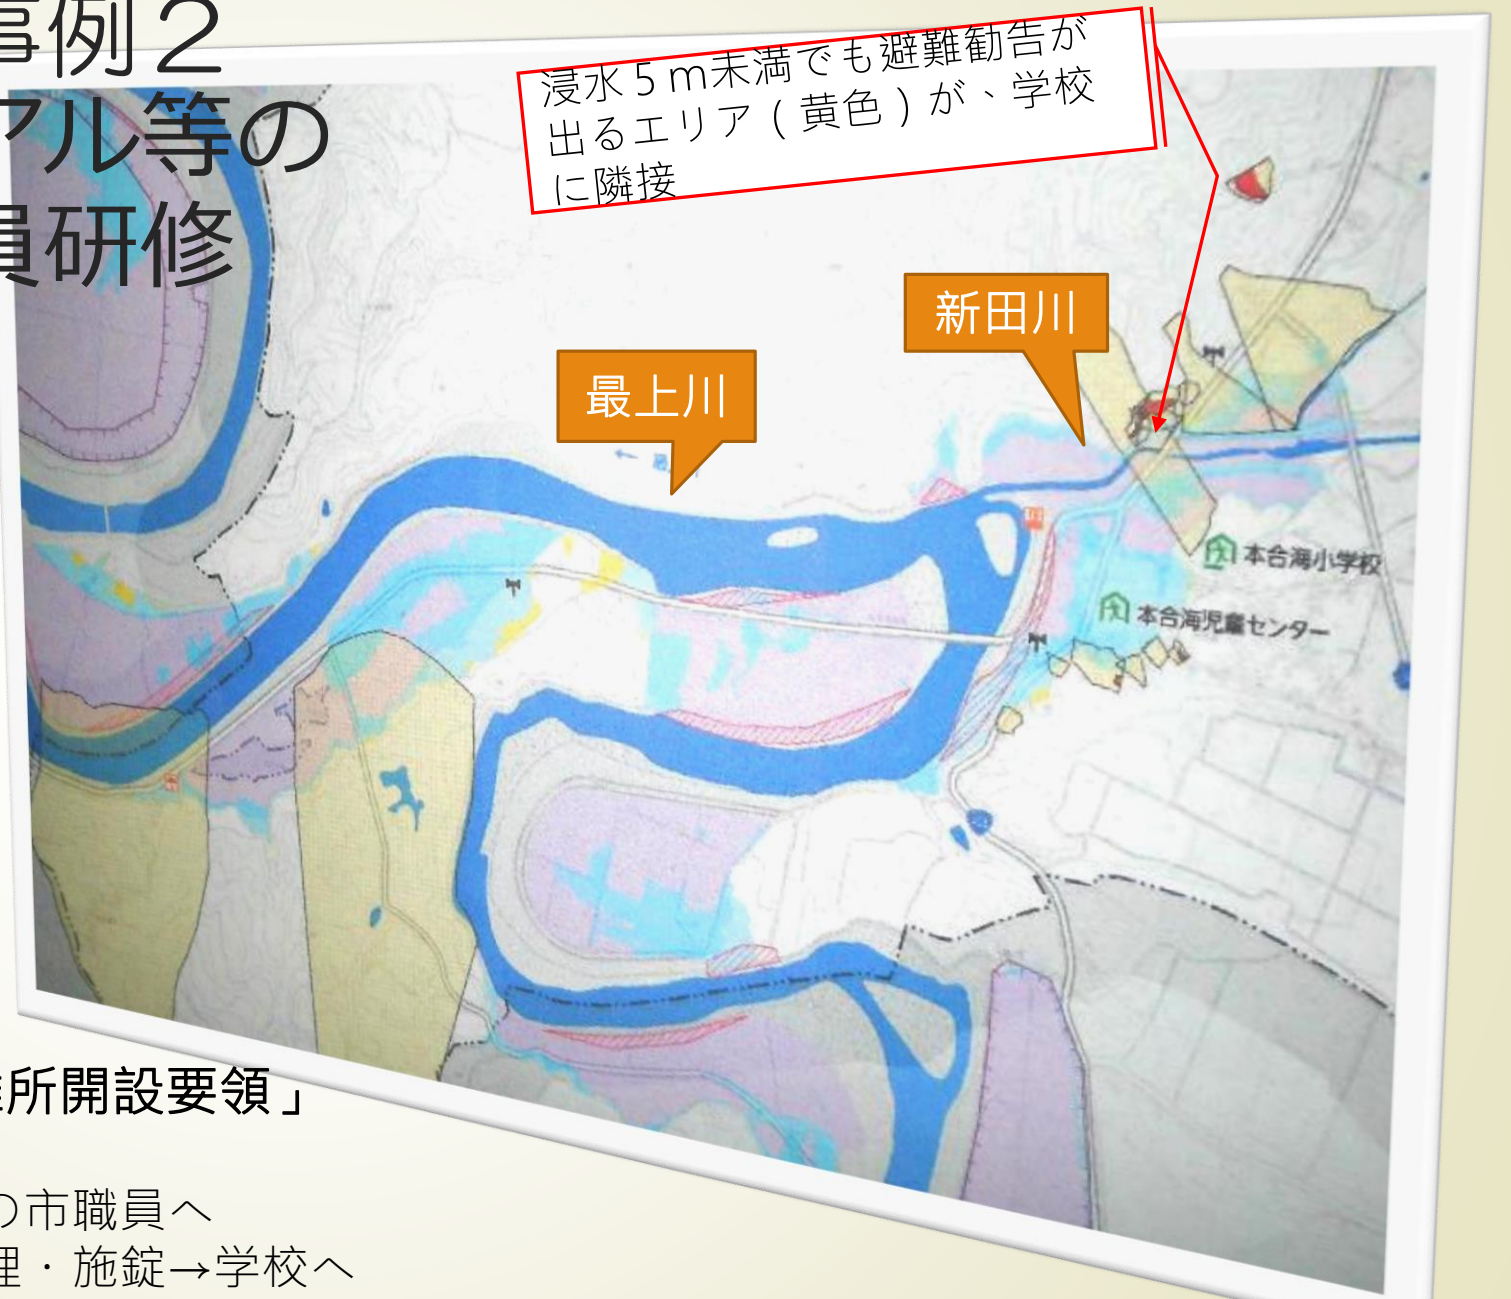 事例２
アル等の
員研修
浸水５ｍ未満でも避難勧告が
出るエリア（黄色）が、学校
に隣接
新田川
最上川
本合海小学校
本合海児童センター
所開設要領」
の市職員へ
理・施錠→学校へ